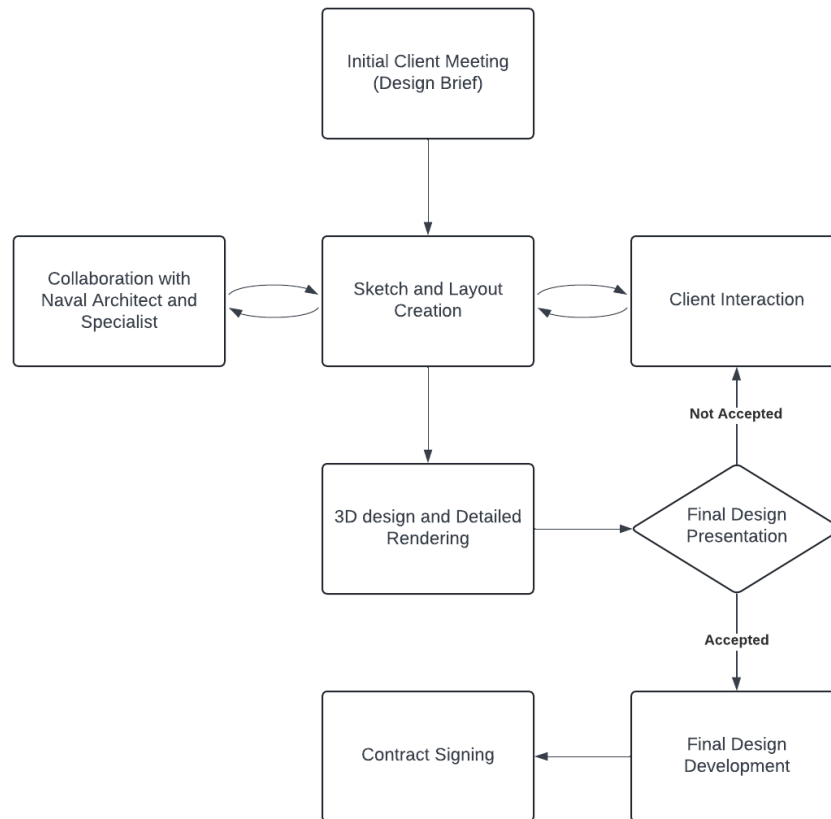 Initial Client Meeting
(Design Brief)
Collaboration with
Naval Architect and
Specialist
Sketch and Layout
Creation
Client Interaction
Not Accepted
3D design and Detailed
Rendering
Final Design
Presentation
Accepted
Contract Signing
Final Design
Development